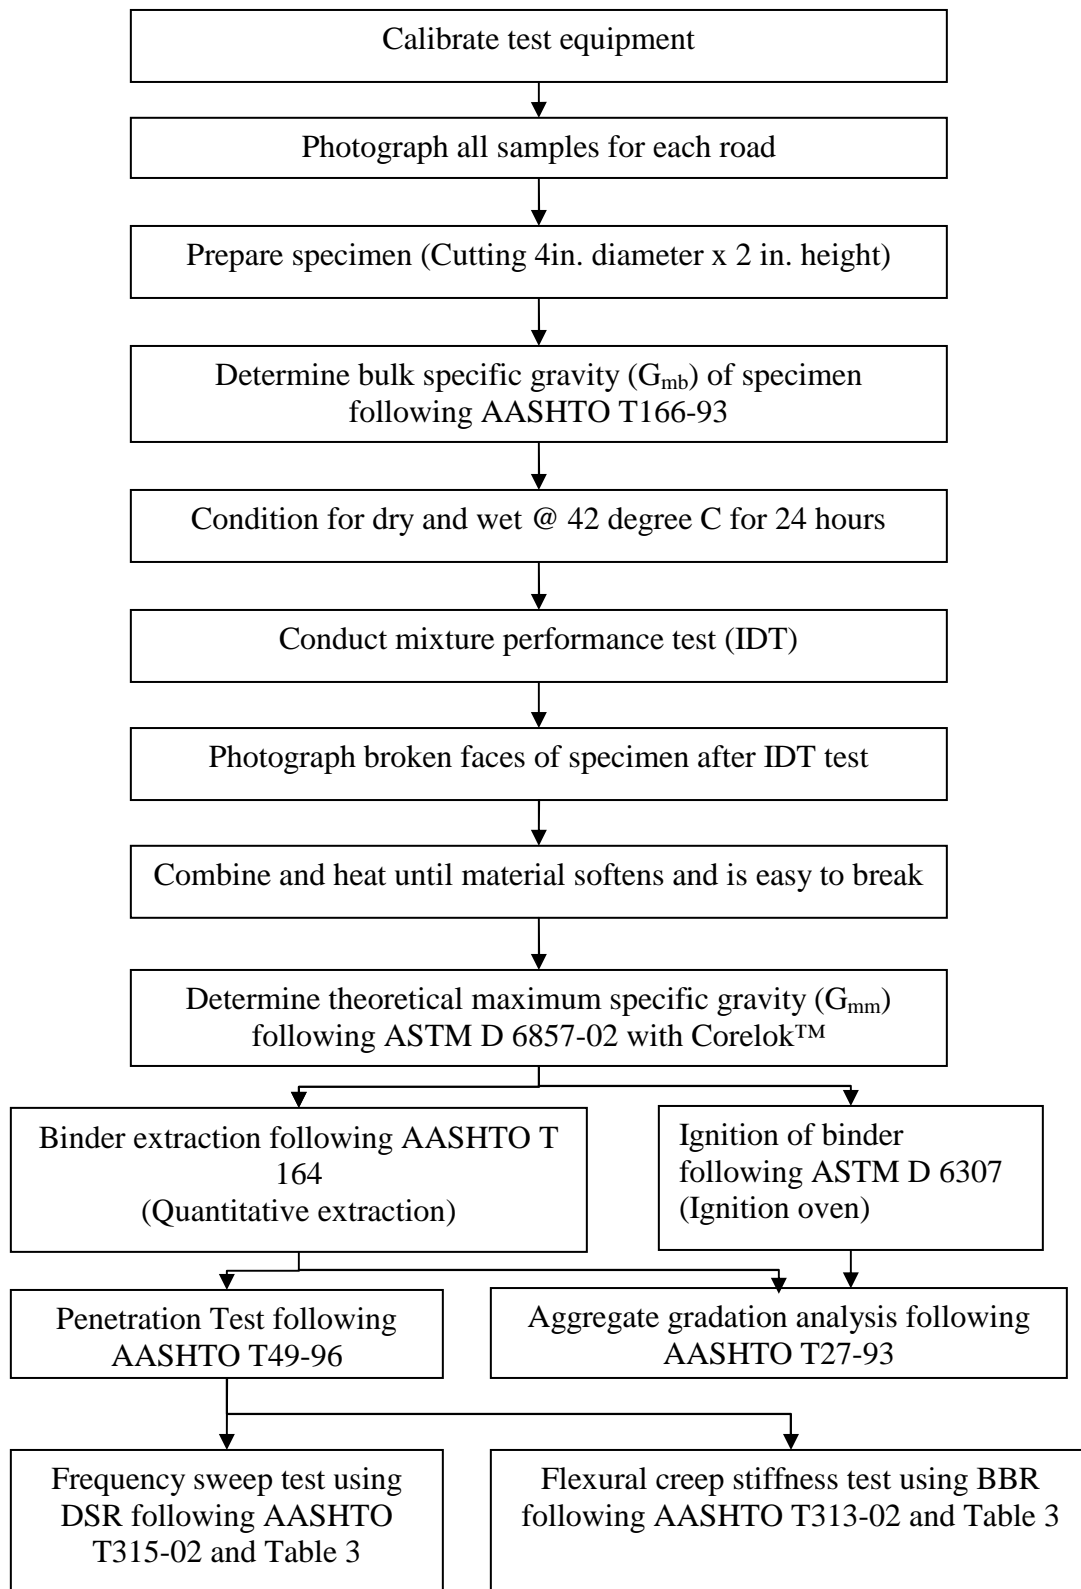 Calibrate test equipment
Photograph all samples for each road
Prepare specimen (Cutting 4in. diameter x 2 in. height)
Determine bulk specific gravity (Gmb) of specimen
following AASHTO T166-93
Condition for dry and wet @ 42 degree C for 24 hours
Conduct mixture performance test (IDT)
Photograph broken faces of specimen after IDT test
Combine and heat until material softens and is easy to break
Determine theoretical maximum specific gravity (Gmm)
following ASTM D 6857-02 with Corelok™
Binder extraction following AASHTO T
164
(Quantitative extraction)
Ignition of binder
following ASTM D 6307
(Ignition oven)
Penetration Test following
AASHTO T49-96
Aggregate gradation analysis following
AASHTO T27-93
Frequency sweep test using
DSR following AASHTO
T315-02 and Table 3
Flexural creep stiffness test using BBR
following AASHTO T313-02 and Table 3